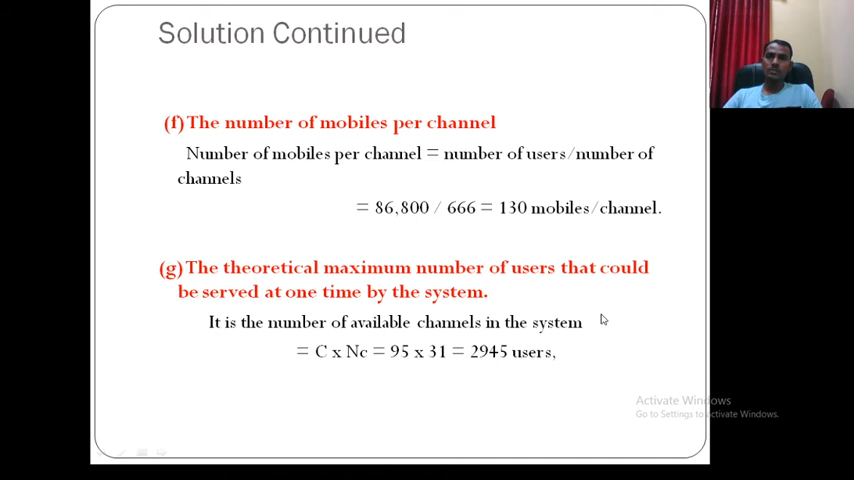 Solution Continued
(f)The number of mobiles per channel
Number of mobiles per channel = number of users/number of
channels
= 86,800 / 666 = 130 mobiles/channel.
(g)The theoretical maximum number of users that could
be served at one time by the system.
It is the number of available channels in the system
= C x Nc = 95 x 31 = 2945 users,
Activate Windows
Go to Settings to Activate Windows.